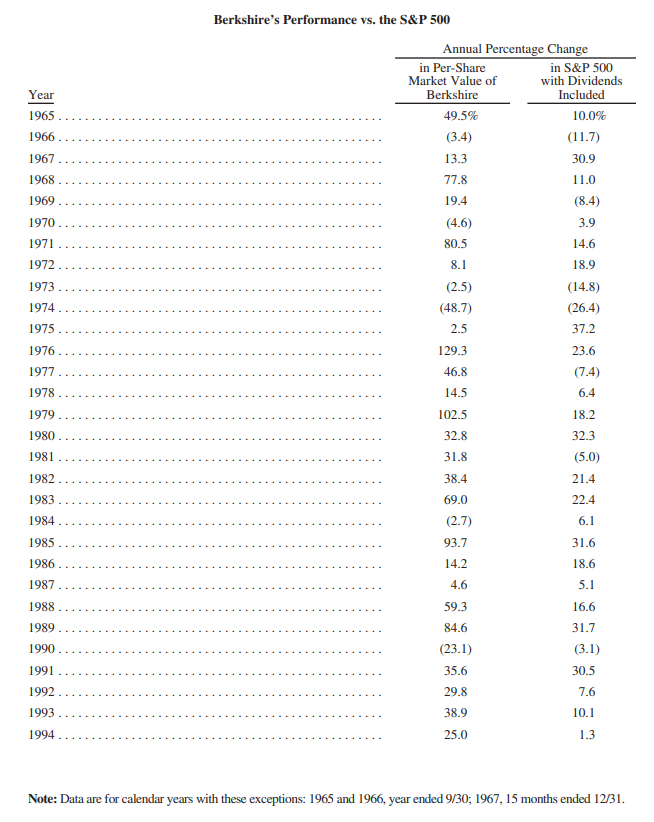 Berkshire's Performance vs. the S&P 500
Annual Percentage Change
in Per-Share in S&P 500
Market Value of with Dividends
Year Berkshire Included
1965 . . . . . . . . . . . . . . . . . . . . . . . . . . . . . . . . . . . . . . . . . . . . . . . . . 49.5% 10.0%
1966 . . . . . . . . . . . . . . . . . . . . . . . . . . . . . . . . . . . . . . . . . . . . . . . . . (3.4) (11.7)
1967 . . . . . . . . . . . . . . . . . . . . . . . . . . . . . . . . . . . . . . . . . . . . . . . . . 13.3 30.9
1968 . . . . . . . . . . . . . . . . . . . . . . . . . . . . . . . . . . . . . . . . . . . . . . . . . 77.8 11.0
1969 . . . . . . . . . . . . . . . . . . . . . . . . . . . . . . . . . . . . . . . . . . . . . . . . . 19.4 (8.4)
1970 . . . . . . . . . . . . . . . . . . . . . . . . . . . . . . . . . . . . . . . . . . . . . . . . . (4.6) 3.9
1971 . . . . . . . . . . . . . . . . . . . . . . . . . . . . . . . . . . . . . . . . . . . . . . . . . 80.5 14.6
1972 . . . . . . . . . . . . . . . . . . . . . . . . . . . . . . . . . . . . . . . . . . . . . . . . . 8.1 18.9
1973 . . . . . . . . . . . . . . . . . . . . . . . . . . . . . . . . . . . . . . . . . . . . . . . . . (2.5) (14.8)
1974 . . . . . . . . . . . . . . . . . . . . . . . . . . . . . . . . . . . . . . . . . . . . . . . . . (48.7) (26.4)
1975 . . . . . . . . . . . . . . . . . . . . . . . . . . . . . . . . . . . . . . . . . . . . . . . . . 2.5 37.2
1976 . . . . . . . . . . . . . . . . . . . . . . . . . . . . . . . . . . . . . . . . . . . . . . . . . 129.3 23.6
1977 . . . . . . . . . . . . . . . . . . . . . . . . . . . . . . . . . . . . . . . . . . . . . . . . . 46.8 (7.4)
1978 . . . . . . . . . . . . . . . . . . . . . . . . . . . . . . . . . . . . . . . . . . . . . . . . . 14.5 6.4
1979 . . . . . . . . . . . . . . . . . . . . . . . . . . . . . . . . . . . . . . . . . . . . . . . . . 102.5 18.2
1980 . . . . . . . . . . . . . . . . . . . . . . . . . . . . . . . . . . . . . . . . . . . . . . . . . 32.8 32.3
1981 . . . . . . . . . . . . . . . . . . . . . . . . . . . . . . . . . . . . . . . . . . . . . . . . . 31.8 (5.0)
1982 . . . . . . . . . . . . . . . . . . . . . . . . . . . . . . . . . . . . . . . . . . . . . . . . . 38.4 21.4
1983 . . . . . . . . . . . . . . . . . . . . . . . . . . . . . . . . . . . . . . . . . . . . . . . . . 69.0 22.4
1984 . . . . . . . . . . . . . . . . . . . . . . . . . . . . . . . . . . . . . . . . . . . . . . . . . (2.7) 6.1
1985 . . . . . . . . . . . . . . . . . . . . . . . . . . . . . . . . . . . . . . . . . . . . . . . . . 93.7 31.6
1986 . . . . . . . . . . . . . . . . . . . . . . . . . . . . . . . . . . . . . . . . . . . . . . . . . 14.2 18.6
1987 . . . . . . . . . . . . . . . . . . . . . . . . . . . . . . . . . . . . . . . . . . . . . . . . . 4.6 5.1
1988 . . . . . . . . . . . . . . . . . . . . . . . . . . . . . . . . . . . . . . . . . . . . . . . . . 59.3 16.6
1989 . . . . . . . . . . . . . . . . . . . . . . . . . . . . . . . . . . . . . . . . . . . . . . . . . 84.6 31.7
1990 . . . . . . . . . . . . . . . . . . . . . . . . . . . . . . . . . . . . . . . . . . . . . . . . . (23.1) (3.1)
1991 . . . . . . . . . . . . . . . . . . . . . . . . . . . . . . . . . . . . . . . . . . . . . . . . . 35.6 30.5
1992 . . . . . . . . . . . . . . . . . . . . . . . . . . . . . . . . . . . . . . . . . . . . . . . . . 29.8 7.6
1993 . . . . . . . . . . . . . . . . . . . . . . . . . . . . . . . . . . . . . . . . . . . . . . . . . 38.9 10.1
1994 . . . . . . . . . . . . . . . . . . . . . . . . . . . . . . . . . . . . . . . . . . . . . . . . . 25.0 1.3
Note: Data are for calendar years with these exceptions: 1965 and 1966, year ended 9/30; 1967, 15 months ended 12/31.